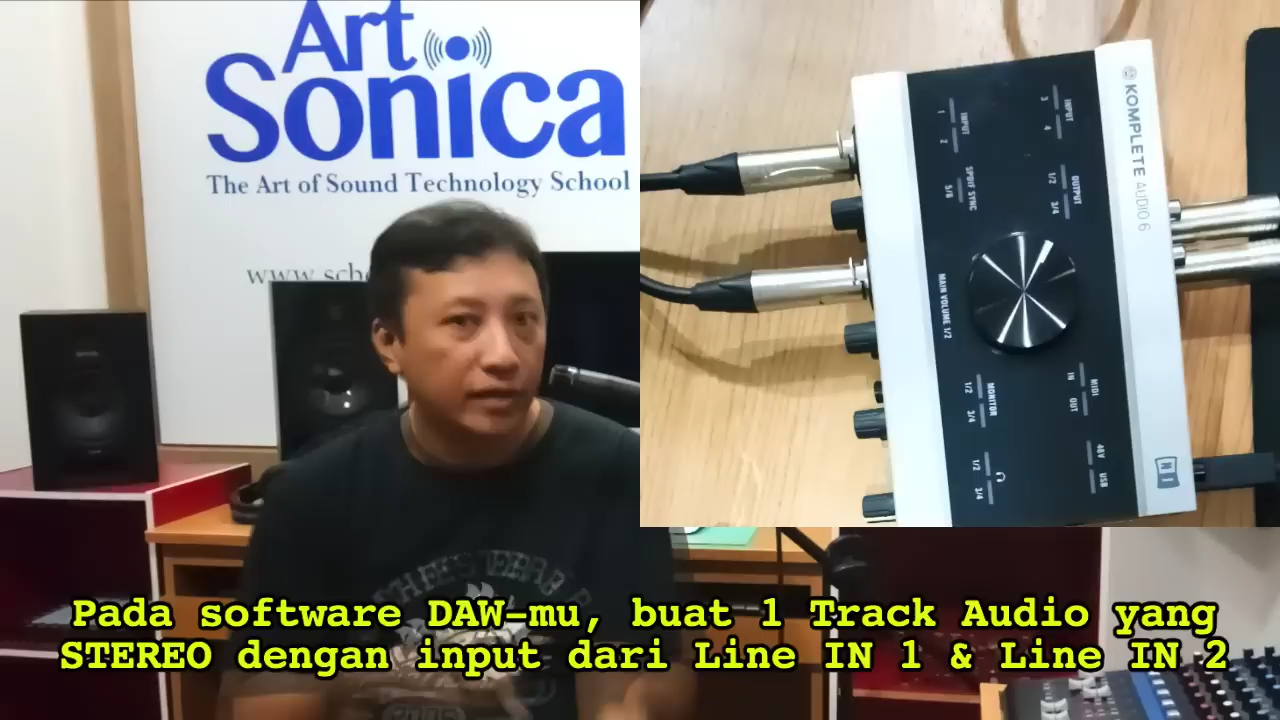 Art
Sonica
The Art of Sound Technology School
KOMPLETE AUDIO 6
INPUT
1
2
INPUT
3
4
SPDIF SYNC
5/6
OUTPUT
1/2
3/4
MAIN VOLUME 1/2
MONITOR
1/2
3/4
MIDI
IN
OUT
1/2
3/4
48V
USB
NI
Pada software DAW-mu, buat 1 Track Audio yang
STEREO dengan input dari Line IN 1 & Line IN 2